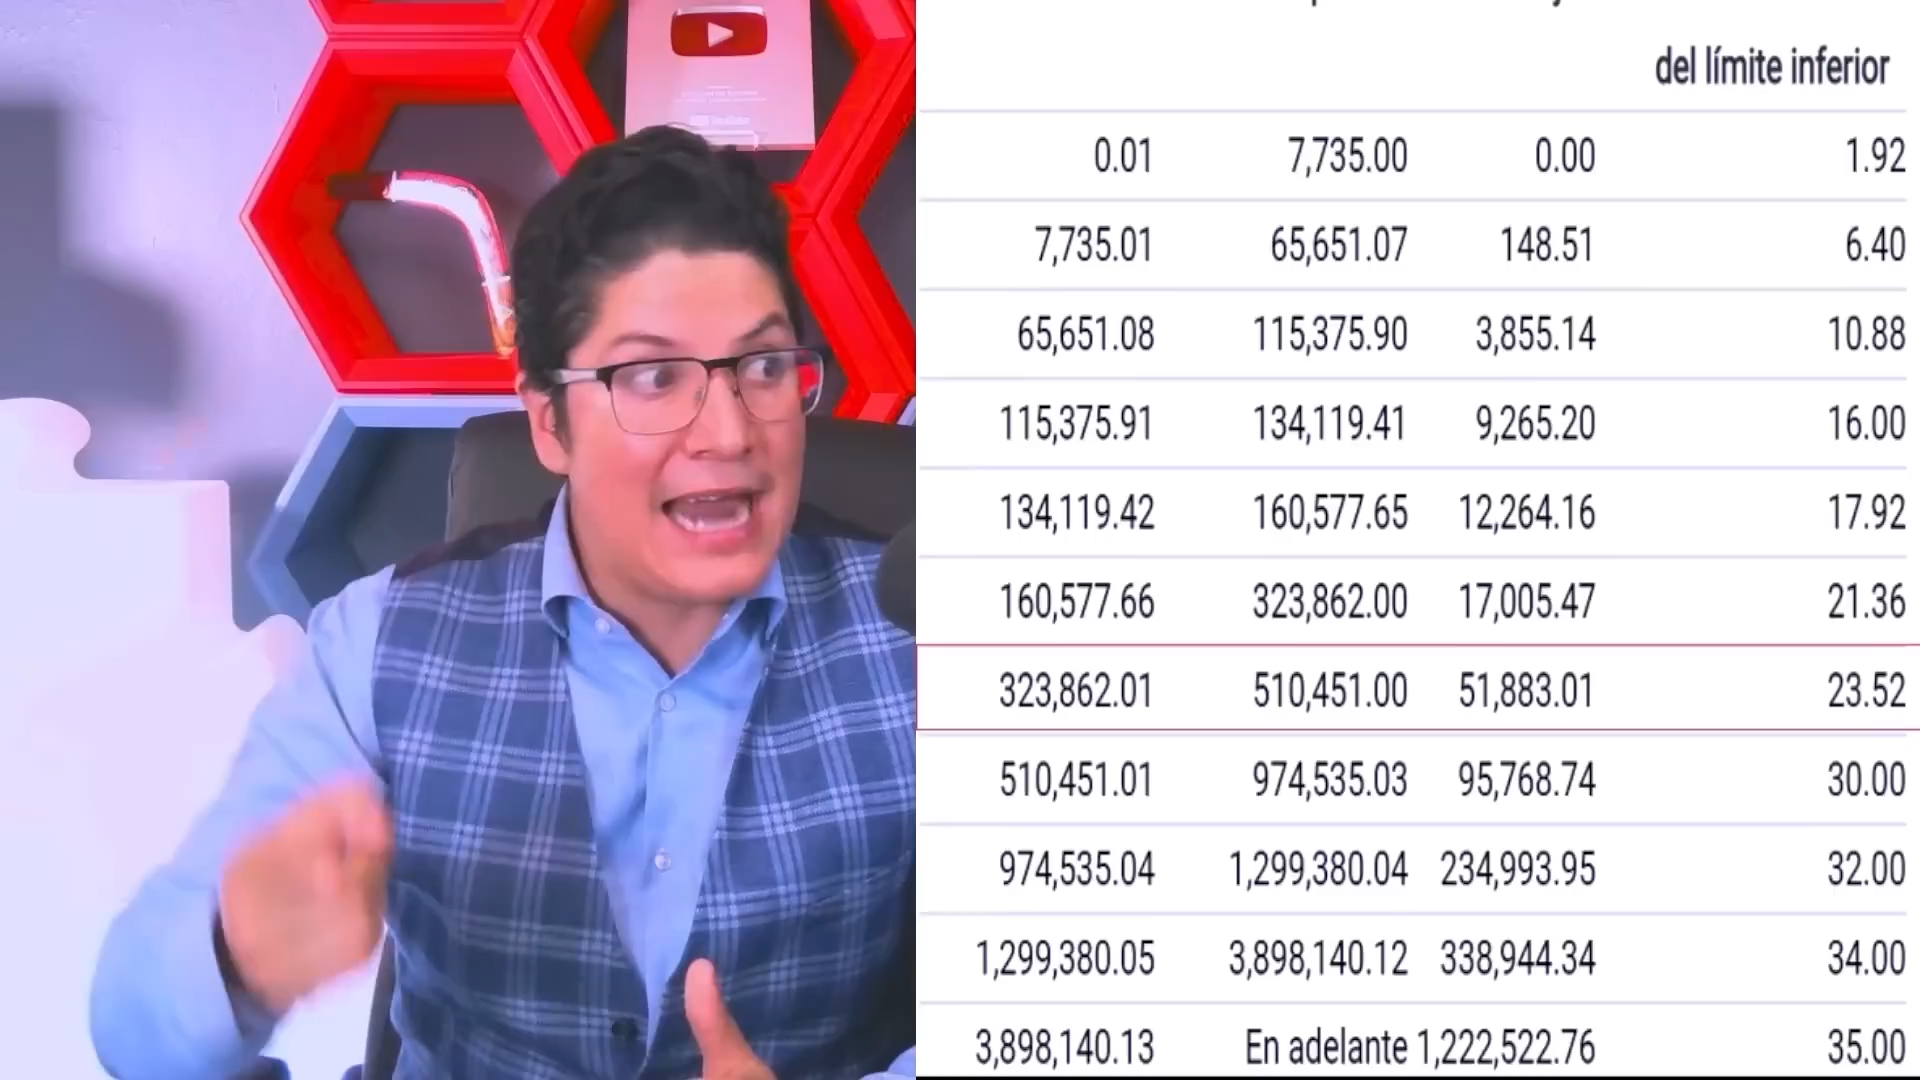 del límite inferior
0.01 7,735.00 0.00 1.92
7,735.01 65,651.07 148.51 6.40
65,651.08 115,375.90 3,855.14 10.88
115,375.91 134,119.41 9,265.20 16.00
134,119.42 160,577.65 12,264.16 17.92
160,577.66 323,862.00 17,005.47 21.36
323,862.01 510,451.00 51,883.01 23.52
510,451.01 974,535.03 95,768.74 30.00
974,535.04 1,299,380.04 234,993.95 32.00
1,299,380.05 3,898,140.12 338,944.34 34.00
3,898,140.13 En adelante 1,222,522.76 35.00